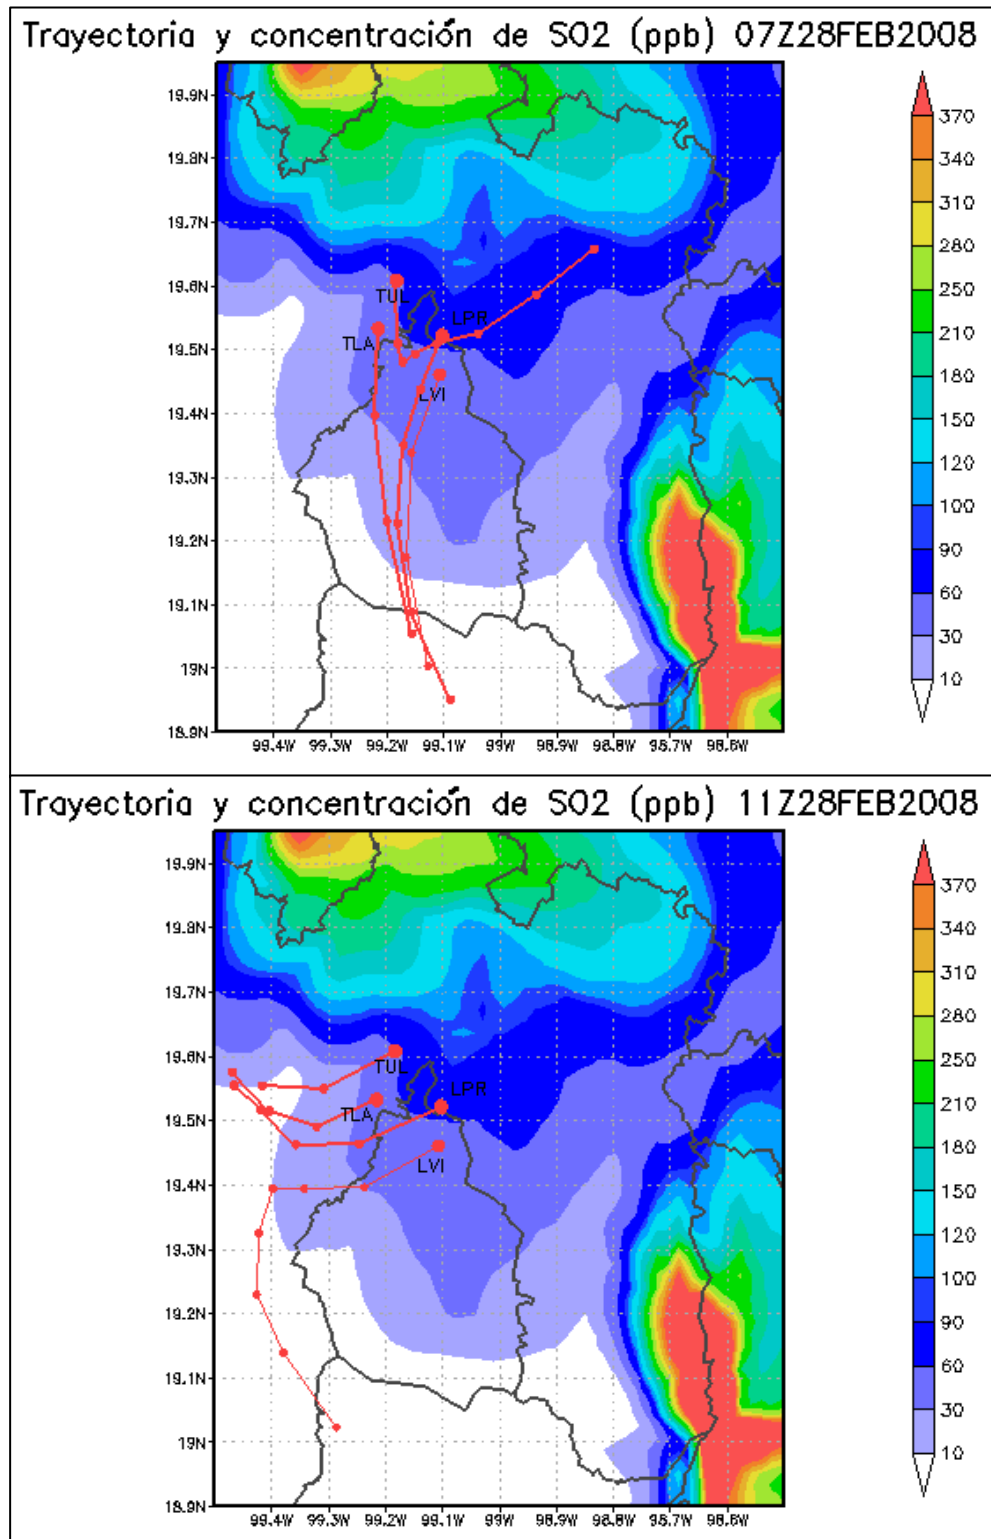 Trayectoria y concentración de SO2 (ppb) 07Z28FEB2008
19.9N
19.8N
19.7N
19.6N
19.5N
19.4N
19.3N
19.2N
19.1N
19N
18.9N
99.4W 99.3W 99.2W 99.1W 99W 98.9W 98.8W 98.7W 98.6W
TUL
LPR
TLA
LVI
370
340
310
280
250
210
180
150
120
100
90
60
30
10
Trayectoria y concentración de SO2 (ppb) 11Z28FEB2008
19.9N
19.8N
19.7N
19.6N
19.5N
19.4N
19.3N
19.2N
19.1N
19N
18.9N
99.4W 99.3W 99.2W 99.1W 99W 98.9W 98.8W 98.7W 98.6W
TUL
LPR
TLA
LVI
370
340
310
280
250
210
180
150
120
100
90
60
30
10